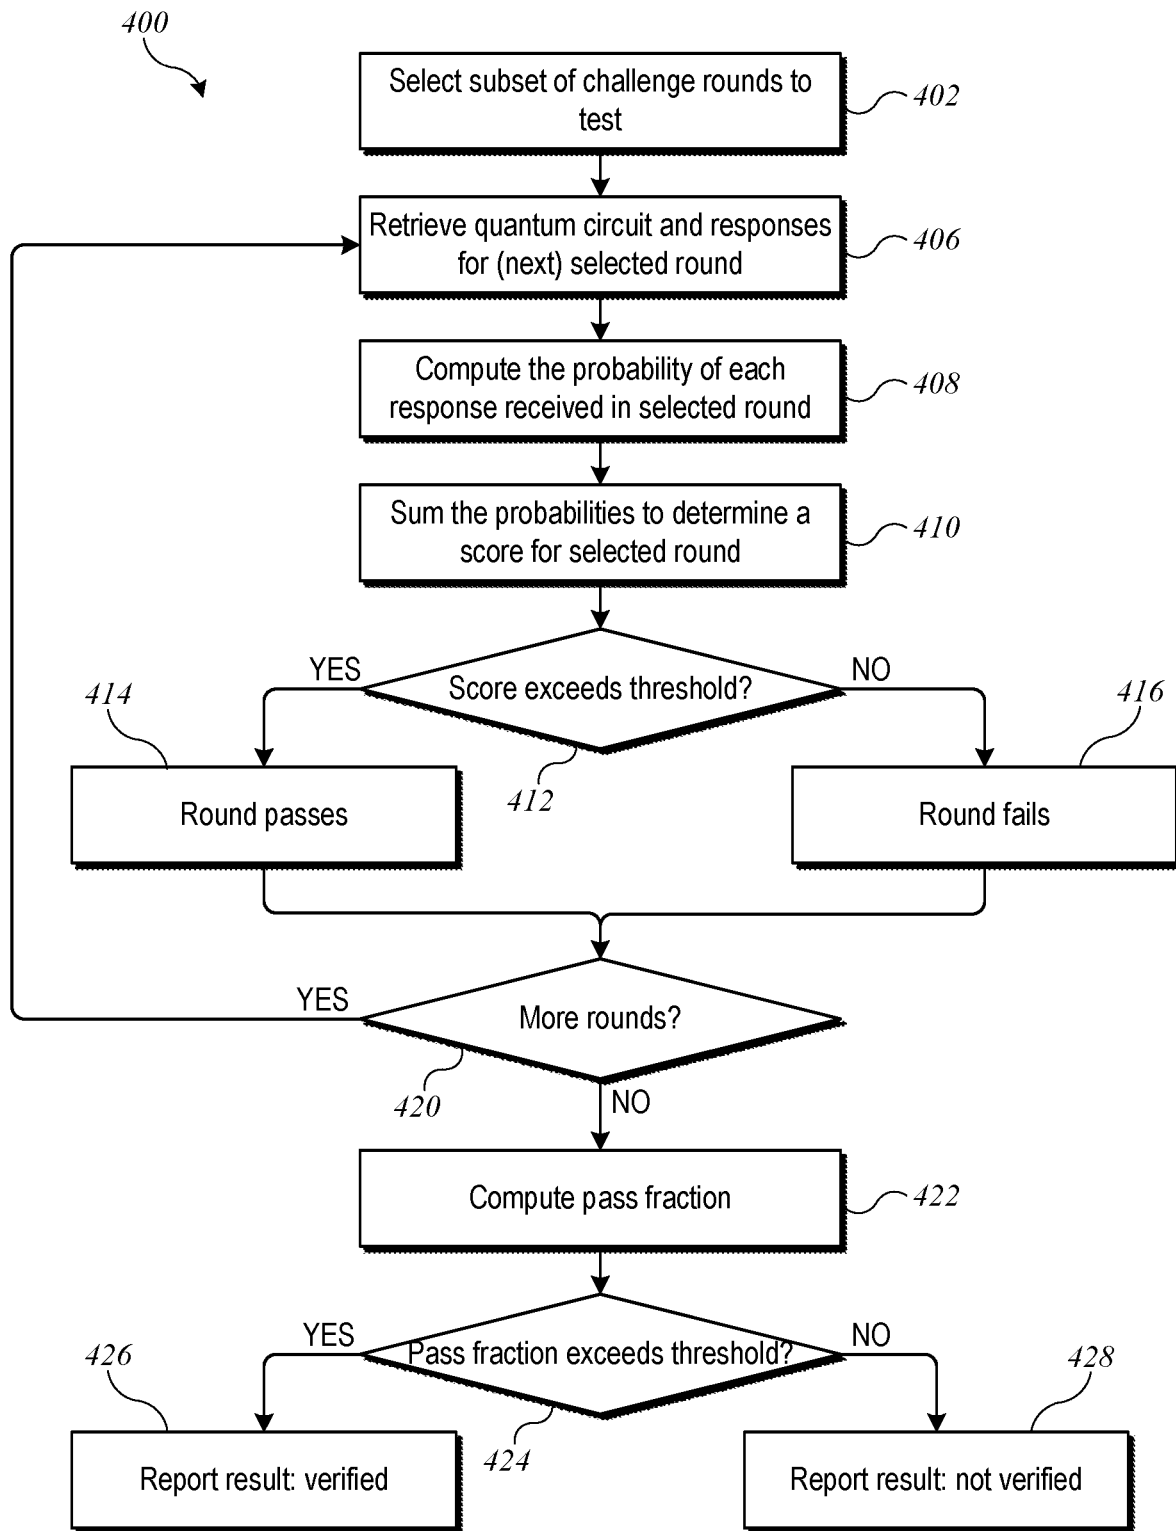 400
Select subset of challenge rounds to
test
402
Retrieve quantum circuit and responses
for (next) selected round
406
Compute the probability of each
response received in selected round
408
Sum the probabilities to determine a
score for selected round
410
YES
Score exceeds threshold?
NO
412
414
Round passes
416
Round fails
YES
More rounds?
420
NO
Compute pass fraction
422
YES
Pass fraction exceeds threshold?
NO
424
426
Report result: verified
428
Report result: not verified